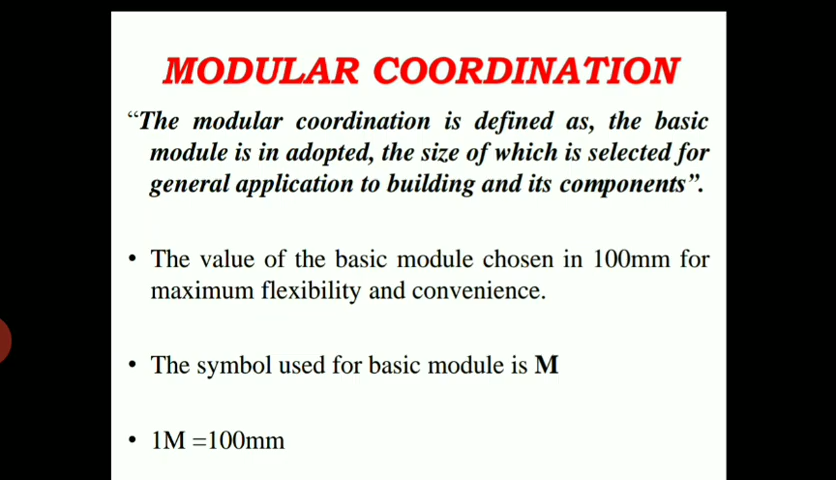 MODULAR COORDINATION
“The modular coordination is defined as, the basic
module is in adopted, the size of which is selected for
general application to building and its components”.
• The value of the basic module chosen in 100mm for
maximum flexibility and convenience.
• The symbol used for basic module is M
• 1M =100mm